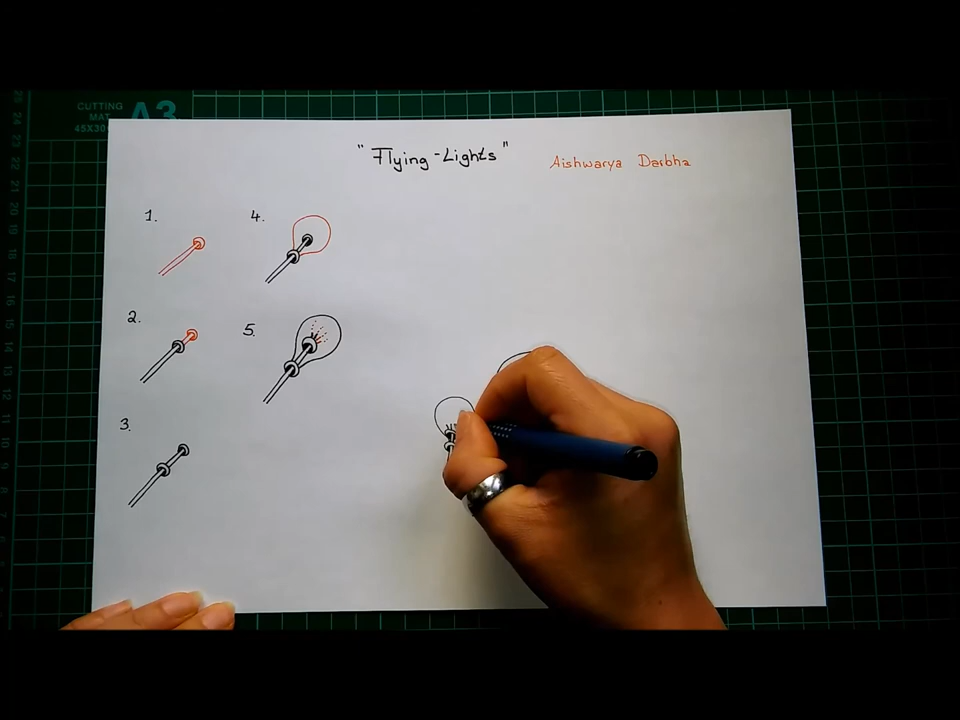 CUTTING
MAT A3
45X30
"Flying-Lights"
Aishwarya Darbha
1.
4.
2.
5.
3.